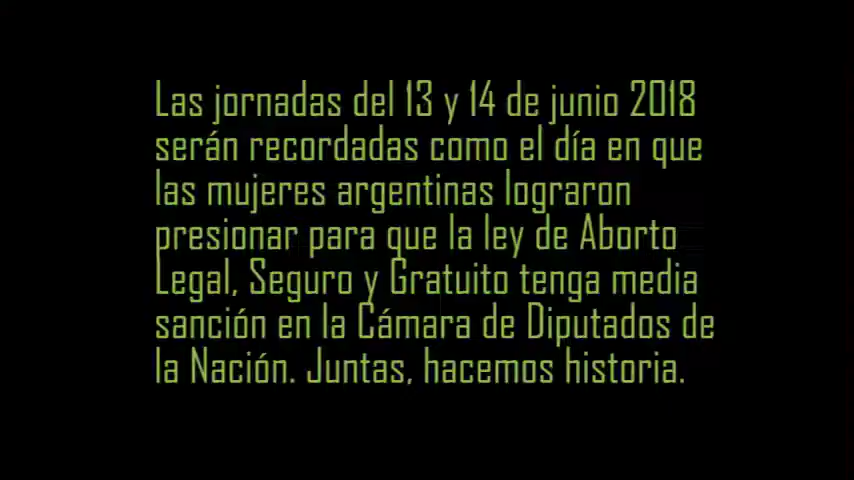 Las jornadas del 13 y 14 de junio 2018
serán recordadas como el día en que
las mujeres argentinas lograron
presionar para que la ley de Aborto
Legal, Seguro y Gratuito tenga media
sanción en la Cámara de Diputados de
la Nación. Juntas, hacemos historia.